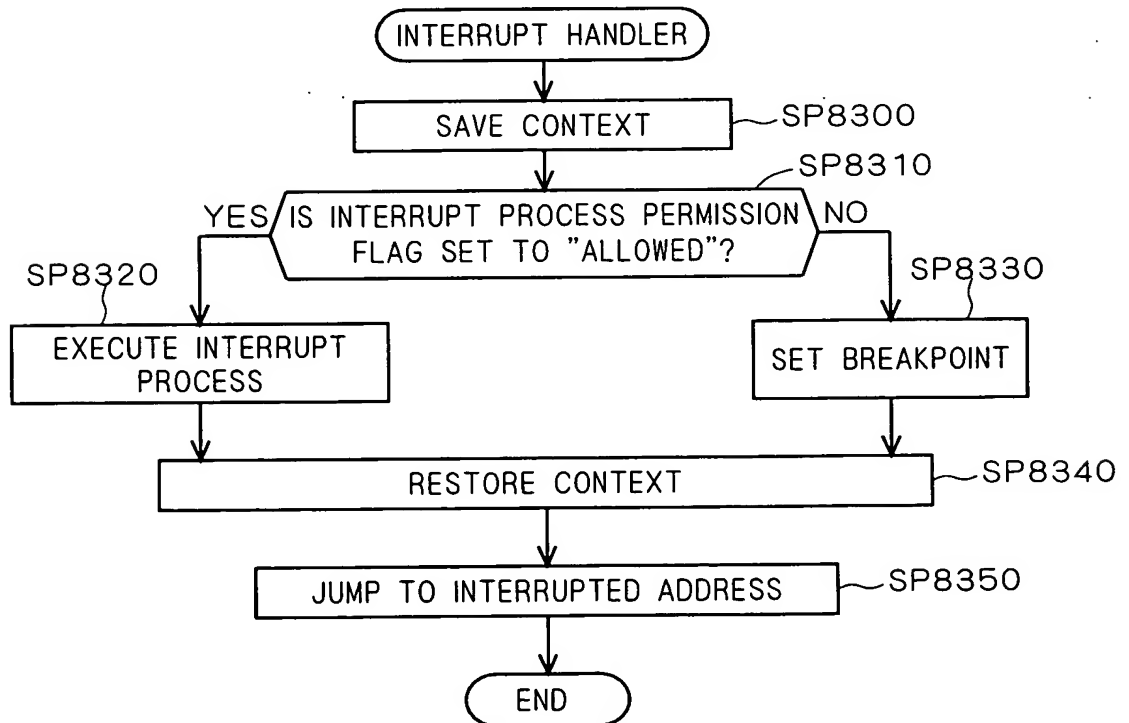 INTERRUPT HANDLER
SAVE CONTEXT
SP8300
SP8310
YES
IS INTERRUPT PROCESS PERMISSION
FLAG SET TO "ALLOWED"?
NO
SP8320
EXECUTE INTERRUPT
PROCESS
SP8330
SET BREAKPOINT
RESTORE CONTEXT
SP8340
JUMP TO INTERRUPTED ADDRESS
SP8350
END